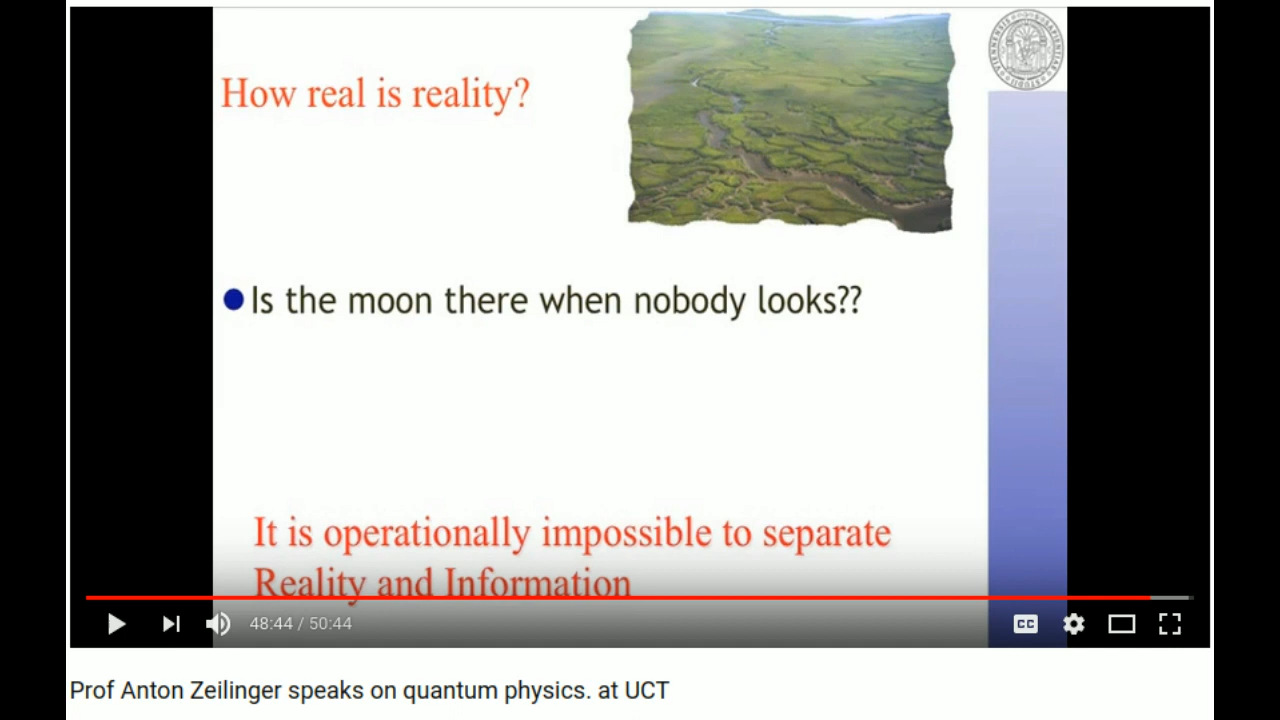 How real is reality?
Is the moon there when nobody looks??
It is operationally impossible to separate
Reality and Information
48:44 / 50:44
CC
Prof Anton Zeilinger speaks on quantum physics. at UCT